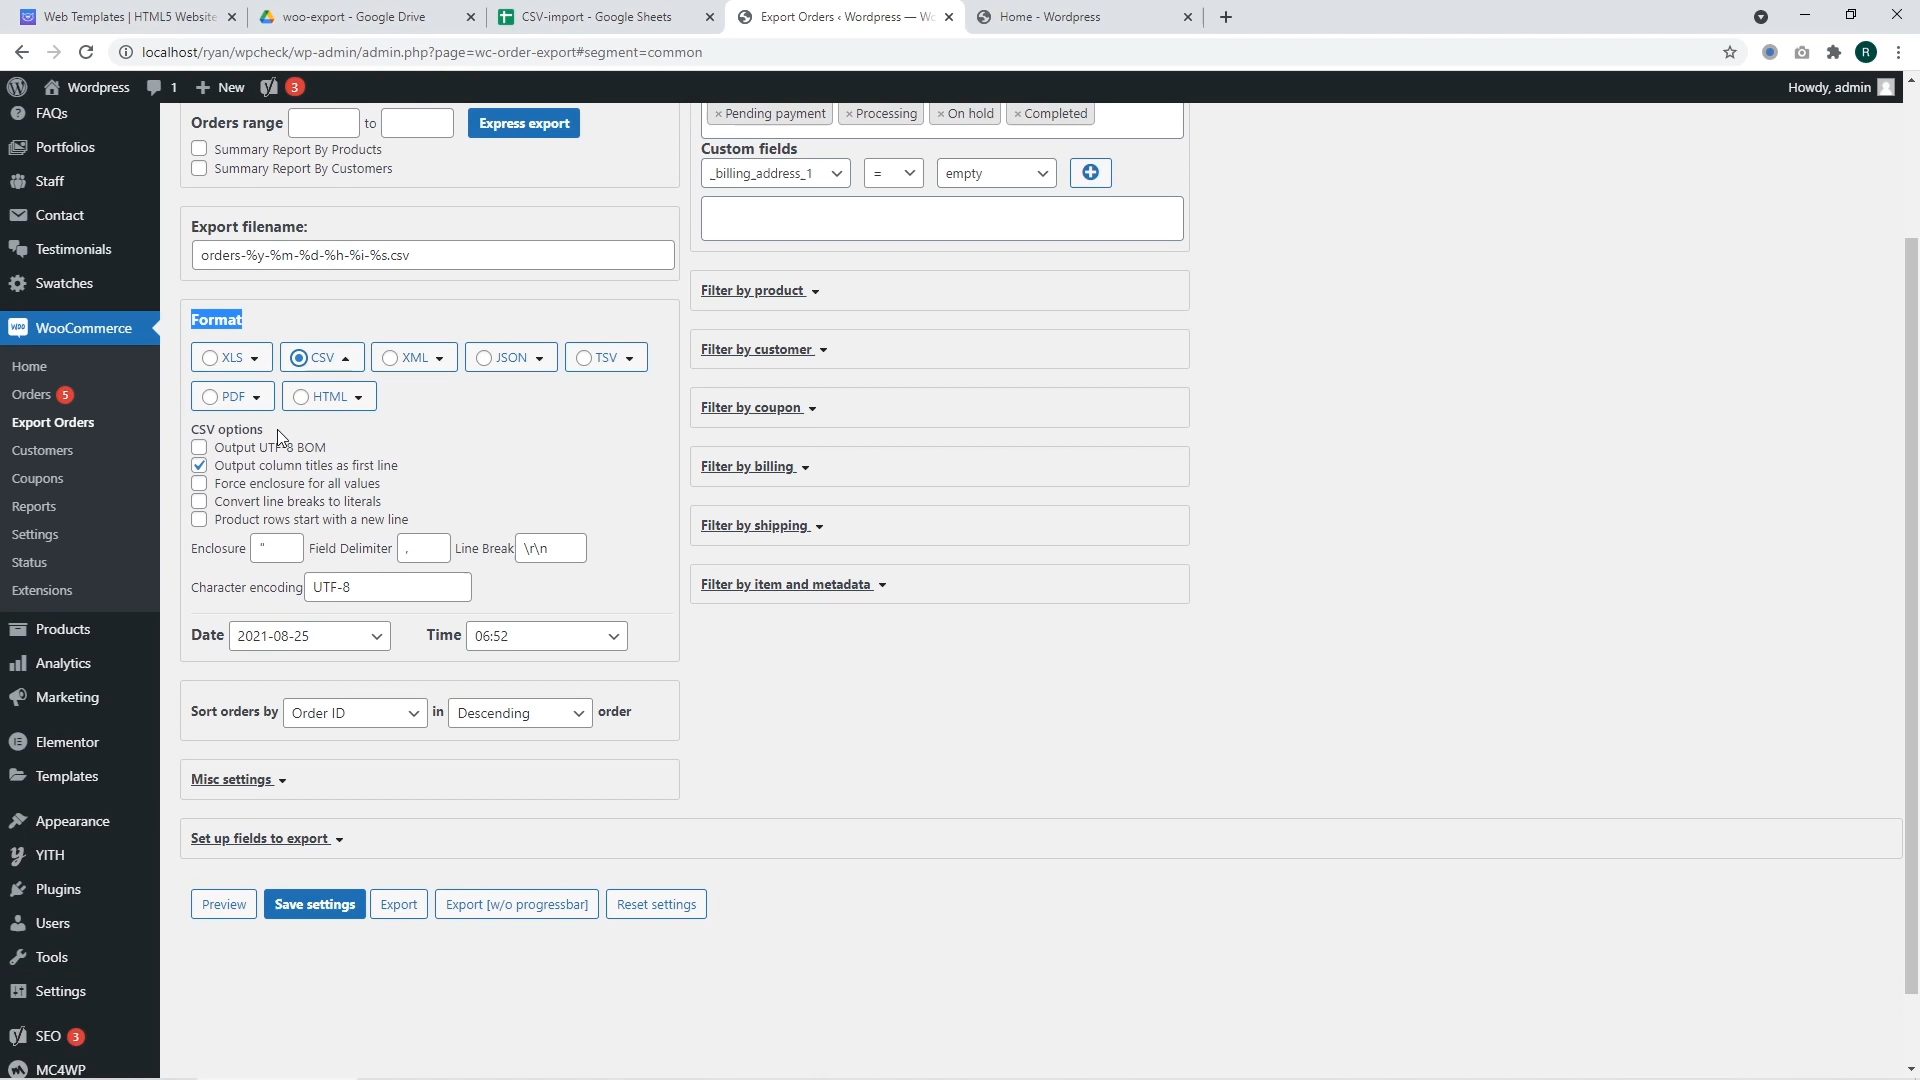 Web Templates | HTML5 Website
woo-export - Google Drive
CSV-import - Google Sheets
Export Orders ‹ Wordpress — Wo
Home - Wordpress
localhost/ryan/wpcheck/wp-admin/admin.php?page=wc-order-export#segment=common
R
Wordpress
1
New
3
Howdy, admin
FAQs
Portfolios
Staff
Contact
Testimonials
Swatches
WooCommerce
Home
Orders 5
Export Orders
Customers
Coupons
Reports
Settings
Status
Extensions
Products
Analytics
Marketing
Elementor
Templates
Appearance
YITH
Plugins
Users
Tools
Settings
SEO 3
MC4WP
Orders range to Express export
Summary Report By Products
Summary Report By Customers
Export filename:
orders-%y-%m-%d-%h-%i-%s.csv
Format
XLS CSV XML JSON TSV
PDF HTML
CSV options
Output UTF-8 BOM
Output column titles as first line
Force enclosure for all values
Convert line breaks to literals
Product rows start with a new line
Enclosure " Field Delimiter , Line Break \r\n
Character encoding UTF-8
Date 2021-08-25 Time 06:52
Sort orders by Order ID in Descending order
Misc settings
Set up fields to export
Preview Save settings Export Export [w/o progressbar] Reset settings
× Pending payment × Processing × On hold × Completed
Custom fields
_billing_address_1 = empty
Filter by product
Filter by customer
Filter by coupon
Filter by billing
Filter by shipping
Filter by item and metadata